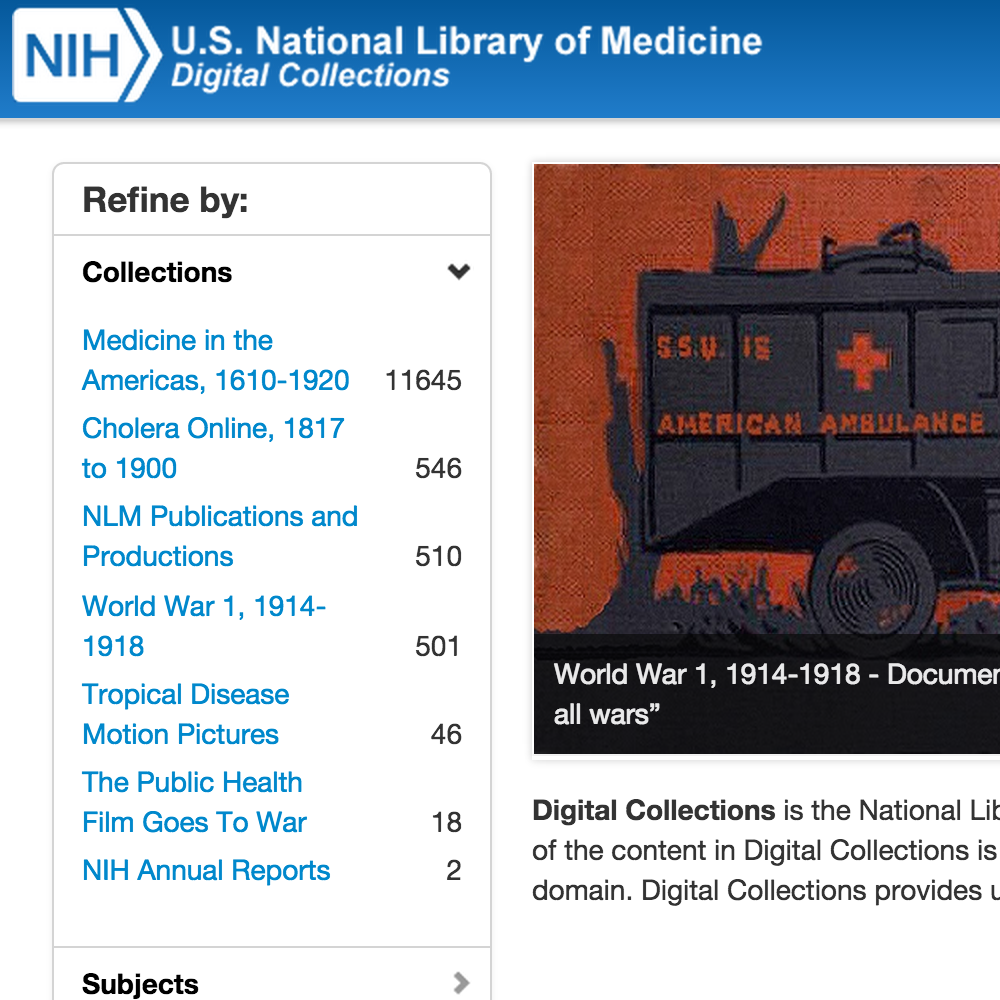 NIH
U.S. National Library of Medicine
Digital Collections
Refine by:
Collections
Medicine in the
Americas, 1610-1920 11645
Cholera Online, 1817
to 1900 546
NLM Publications and
Productions 510
World War 1, 1914-
1918 501
Tropical Disease
Motion Pictures 46
The Public Health
Film Goes To War 18
NIH Annual Reports 2
Subjects
S.S.U. 15
AMERICAN AMBULANCE
World War 1, 1914-1918 - Documen
all wars”
Digital Collections is the National Lib
of the content in Digital Collections is
domain. Digital Collections provides u